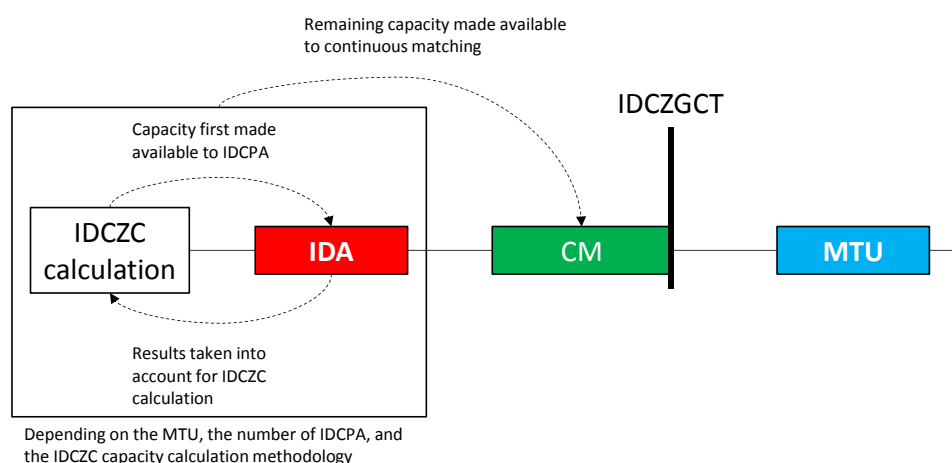 Remaining capacity made available
to continuous matching
IDCZGCT
Capacity first made
available to IDCPA
IDCZC
calculation
IDA
CM
MTU
Results taken into
account for IDCZC
calculation
Depending on the MTU, the number of IDCPA, and
the IDCZC capacity calculation methodology